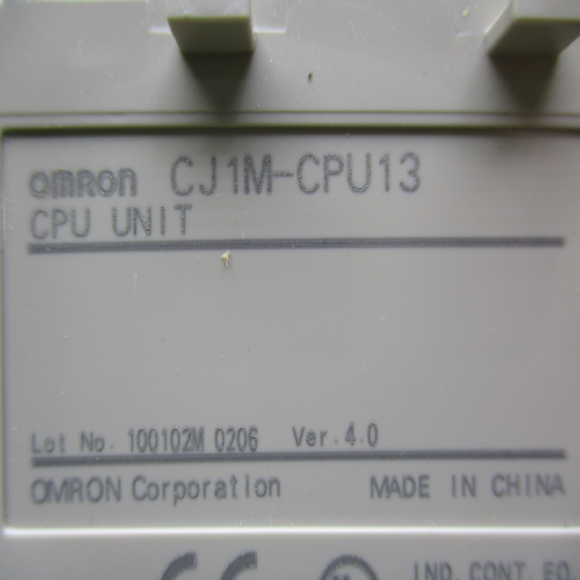 OMRON CJ1M-CPU13
CPU UNIT
Lot No. 100102M 0206 Ver.4.0
OMRON Corporation MADE IN CHINA
CE
IND. CONT. EQ.